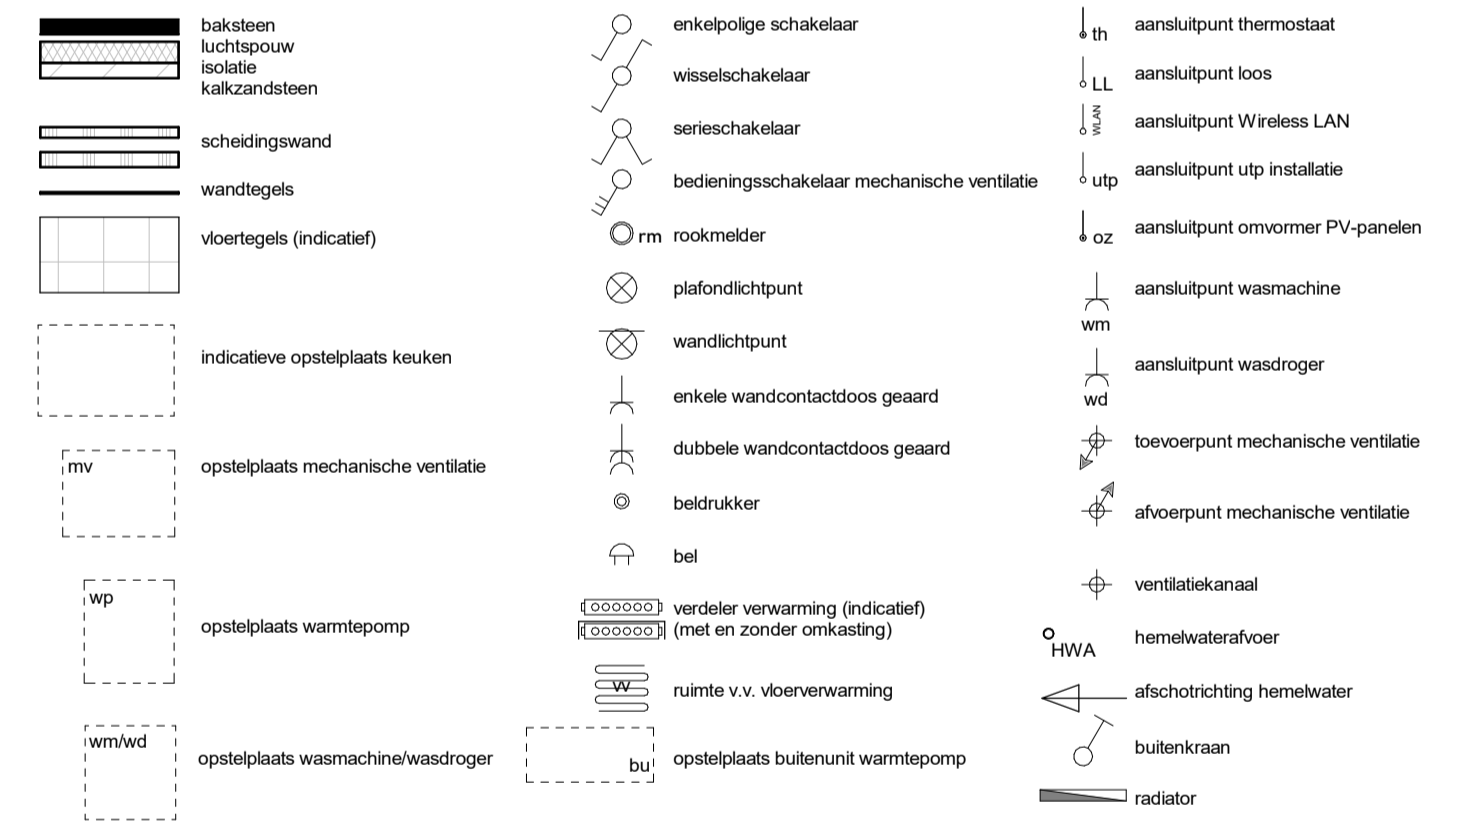 baksteen
luchtspouw
isolatie
kalkzandsteen
scheidingswand
wandtegels
vloertegels (indicatief)
indicatieve opstelplaats keuken
mv
opstelplaats mechanische ventilatie
wp
opstelplaats warmtepomp
wm/wd
opstelplaats wasmachine/wasdroger
enkelpolige schakelaar
wisselschakelaar
serieschakelaar
bedieningsschakelaar mechanische ventilatie
rm rookmelder
plafondlichtpunt
wandlichtpunt
enkele wandcontactdoos geaard
dubbele wandcontactdoos geaard
beldrukker
bel
verdeler verwarming (indicatief)
(met en zonder omkasting)
vv
ruimte v.v. vloerverwarming
bu
opstelplaats buitenunit warmtepomp
th aansluitpunt thermostaat
LL aansluitpunt loos
WLAN aansluitpunt Wireless LAN
utp aansluitpunt utp installatie
oz aansluitpunt omvormer PV-panelen
aansluitpunt wasmachine
wm
aansluitpunt wasdroger
wd
toevoerpunt mechanische ventilatie
afvoerpunt mechanische ventilatie
ventilatiekanaal
HWA
hemelwaterafvoer
afschotrichting hemelwater
buitenkraan
radiator